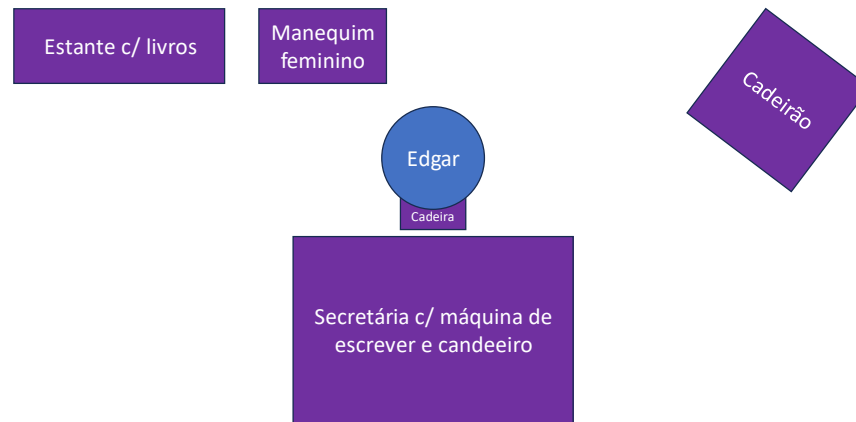 Estante c/ livros
Manequim
feminino
Cadeirão
Edgar
Cadeira
Secretária c/ máquina de
escrever e candeeiro